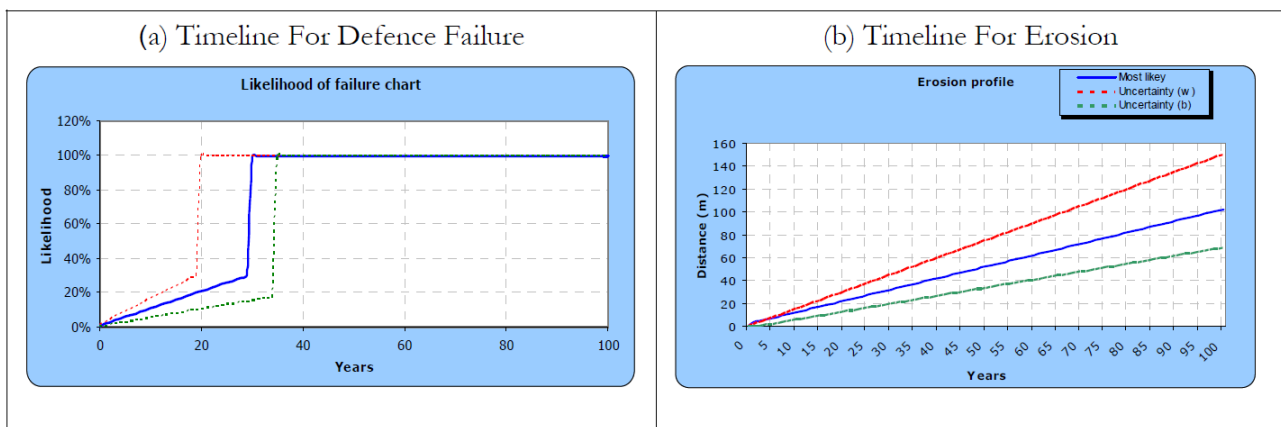 (a) Timeline For Defence Failure
Likelihood of failure chart
120%
100%
80%
60%
40%
20%
0%
Likelihood
0 20 40 60 80 100
Years
(b) Timeline For Erosion
Erosion profile
Most likey
Uncertainty (w )
Uncertainty (b)
160
140
120
100
80
60
40
20
0
Distance (m)
0 5 10 15 20 25 30 35 40 45 50 55 60 65 70 75 80 85 90 95 100
Years